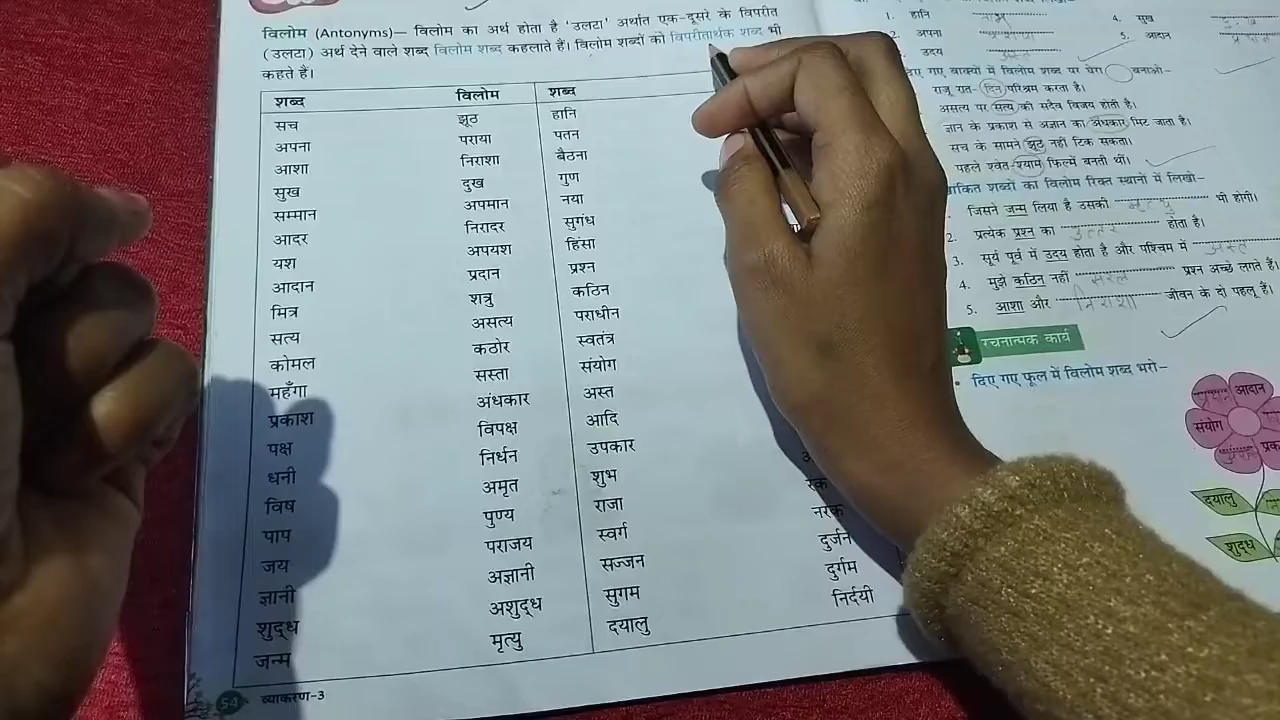 विलोम (Antonyms)— विलोम का अर्थ होता है 'उलटा' अर्थात एक-दूसरे के विपरीत
(उलटा) अर्थ देने वाले शब्द विलोम शब्द कहलाते हैं। विलोम शब्दों को विपरीतार्थक शब्द भी
कहते हैं।
शब्द विलोम शब्द
सच झूठ हानि
अपना पराया पतन
आशा निराशा बैठना
सुख दुख गुण
सम्मान अपमान नया
आदर निरादर सुगंध
यश अपयश हिंसा
आदान प्रदान प्रश्न
मित्र शत्रु कठिन
सत्य असत्य पराधीन
कोमल कठोर स्वतंत्र
महँगा सस्ता संयोग
प्रकाश अंधकार अस्त
पक्ष विपक्ष आदि
धनी निर्धन उपकार
विष अमृत शुभ
पाप पुण्य राजा रंक
जय पराजय स्वर्ग नरक
ज्ञानी अज्ञानी सज्जन दुर्जन
शुद्ध अशुद्ध सुगम दुर्गम
जन्म मृत्यु दयालु निर्दयी
54 व्याकरण-3
1. हानि 4. सुख
2. अपना 5. आदान
उदय
दिए गए वाक्यों में विलोम शब्द पर घेरा बनाओ-
राजू रात-दिन परिश्रम करता है।
असत्य पर सत्य की सदैव विजय होती है।
ज्ञान के प्रकाश से अज्ञान का अंधकार मिट जाता है।
सच के सामने झूठ नहीं टिक सकता।
पहले श्वेत-श्याम फिल्में बनती थीं।
शब्दों का विलोम रिक्त स्थानों में लिखो-
जिसने जन्म लिया है उसकी मृत्यु भी होगी।
2. प्रत्येक प्रश्न का उत्तर होता है।
3. सूर्य पूर्व में उदय होता है और पश्चिम में अस्त
4. मुझे कठिन नहीं सरल प्रश्न अच्छे लगते हैं।
5. आशा और निराशा जीवन के दो पहलू हैं।
रचनात्मक कार्य
• दिए गए फूल में विलोम शब्द भरो-
आदान
संयोग
दयालु
शुद्ध